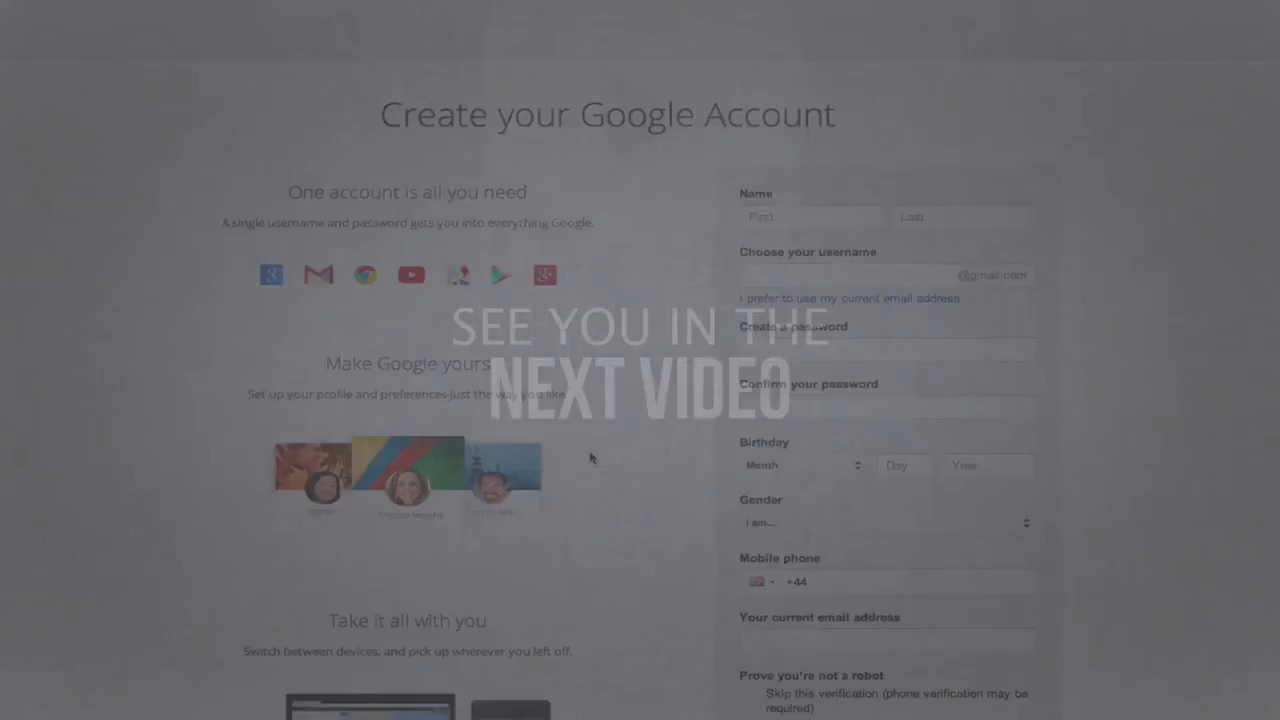 Create your Google Account
One account is all you need
A single username and password gets you into everything Google.
SEE YOU IN THE
NEXT VIDEO
Make Google yours
Set up your profile and preferences just the way you like
Take it all with you
Switch between devices, and pick up wherever you left off.
Name
First
Last
Choose your username
@gmail.com
I prefer to use my current email address
Create a password
Confirm your password
Birthday
Month
Day
Year
Gender
I am...
Mobile phone
+44
Your current email address
Prove you're not a robot
Skip this verification (phone verification may be
required)